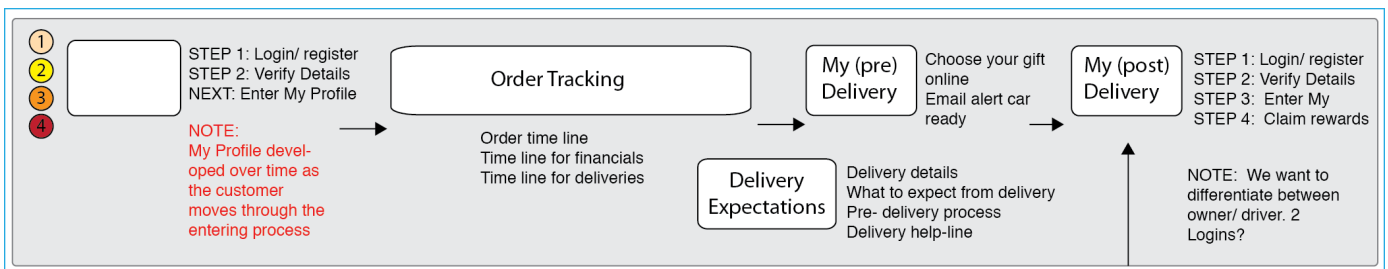 1
2
3
4
STEP 1: Login/ register
STEP 2: Verify Details
NEXT: Enter My Profile
NOTE:
My Profile devel-
oped over time as
the customer
moves through the
entering process
Order Tracking
Order time line
Time line for financials
Time line for deliveries
My (pre)
Delivery
Choose your gift
online
Email alert car
ready
Delivery
Expectations
Delivery details
What to expect from delivery
Pre- delivery process
Delivery help-line
My (post)
Delivery
STEP 1: Login/ register
STEP 2: Verify Details
STEP 3:  Enter My
STEP 4:  Claim rewards
NOTE:  We want to
differentiate between
owner/ driver. 2
Logins?